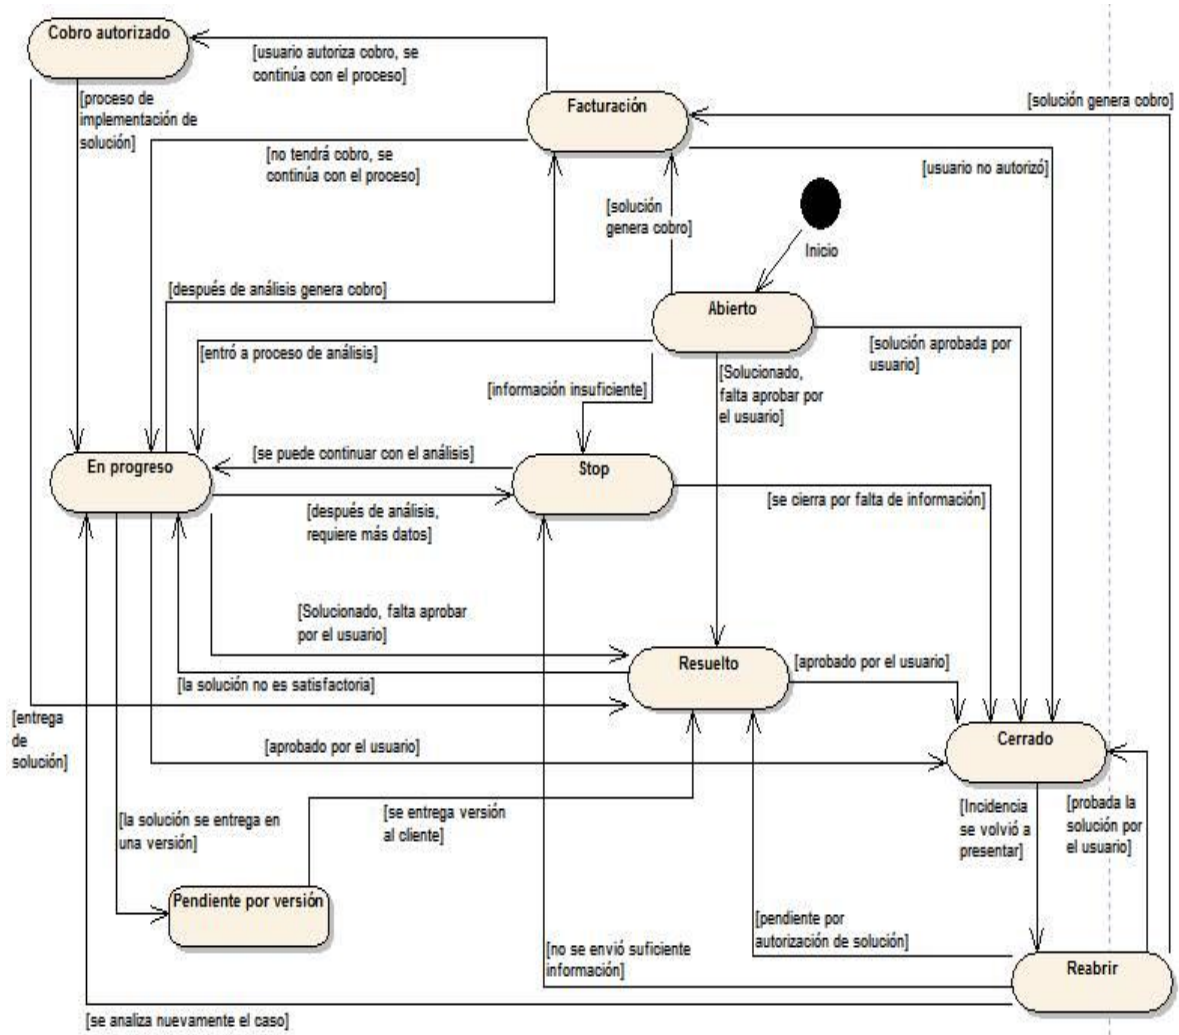 Cobro autorizado
[usuario autoriza cobro, se
continúa con el proceso]
[proceso de
implementación de
solución]
Facturación
[solución genera cobro]
[no tendrá cobro, se
continúa con el proceso]
[usuario no autorizó]
[solución
genera cobro]
Inicio
[después de análisis genera cobro]
Abierto
[entró a proceso de análisis]
[solución aprobada por
usuario]
[información insuficiente]
[Solucionado,
falta aprobar por
el usuario]
En progreso
[se puede continuar con el análisis]
Stop
[se cierra por falta de información]
[después de análisis,
requiere más datos]
[Solucionado, falta aprobar
por el usuario]
Resuelto
[aprobado por el usuario]
[la solución no es satisfactoria]
[entrega
de
solución]
[aprobado por el usuario]
Cerrado
[se entrega versión
al cliente]
[la solución se entrega en
una versión]
[Incidencia
se volvió a
presentar]
[probada la
solución por
el usuario]
Pendiente por versión
[pendiente por
autorización de solución]
[no se envió suficiente
información]
Reabrir
[se analiza nuevamente el caso]